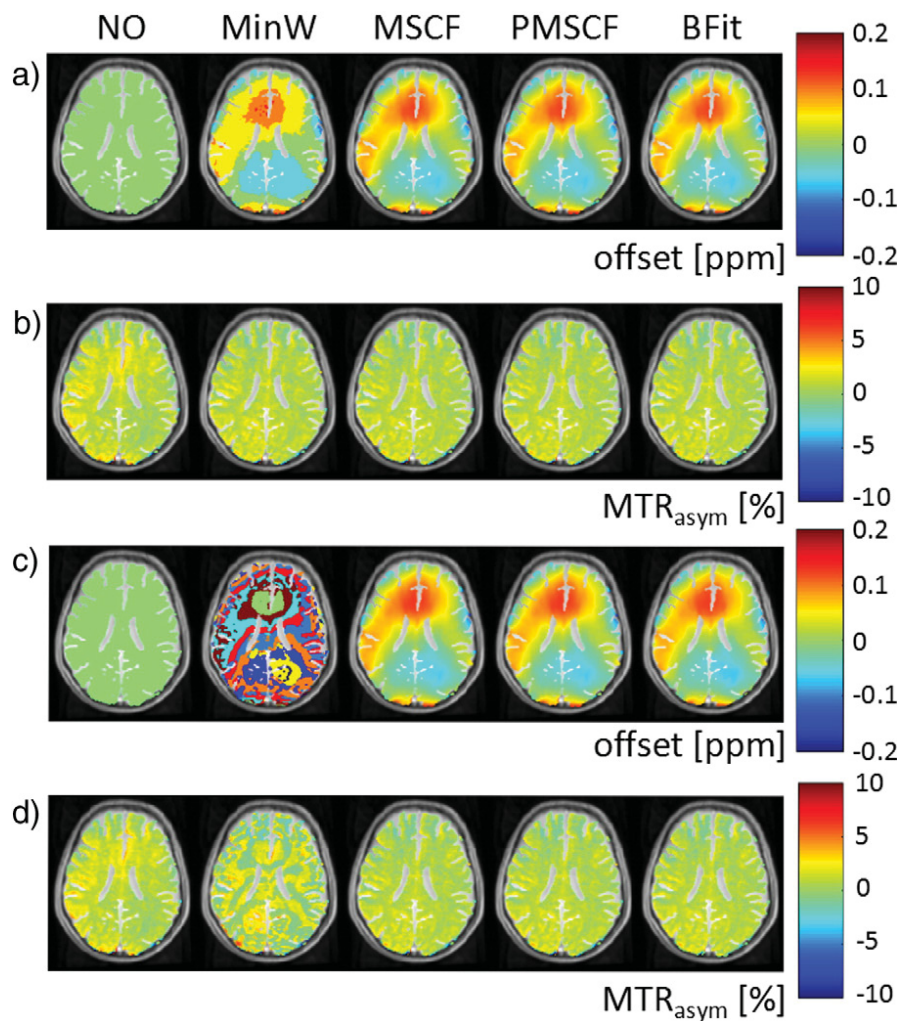 NO MinW MSCF PMSCF BFit
a)
0.2
0.1
0
-0.1
-0.2
offset [ppm]
b)
10
5
0
-5
-10
MTRasym [%]
c)
0.2
0.1
0
-0.1
-0.2
offset [ppm]
d)
10
5
0
-5
-10
MTRasym [%]